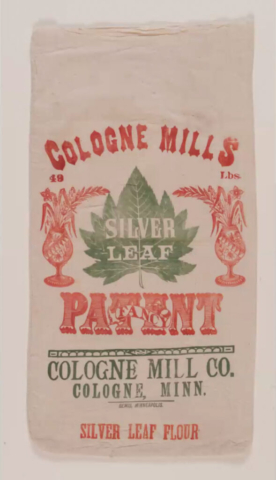 COLOGNE MILLS
49 Lbs.
SILVER
LEAF
PATENT
COLOGNE MILL CO.
COLOGNE, MINN.
SILVER LEAF FLOUR